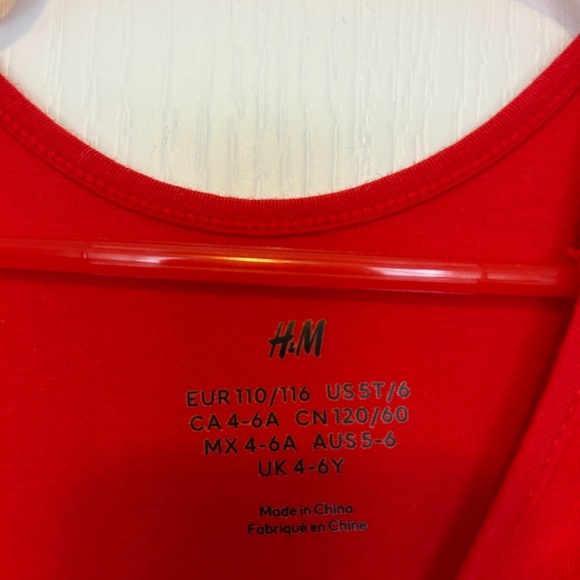 H&M
EUR 110/116 US 5T/6
CA 4-6A CN 120/60
MX 4-6A AUS 5-6
UK 4-6Y
Made in China
Fabriqué en Chine